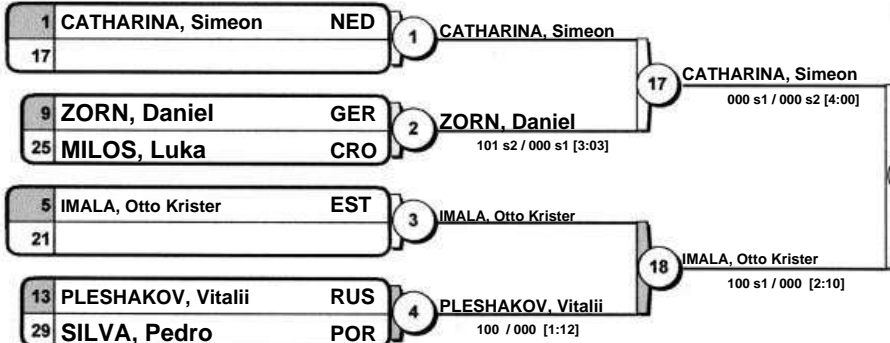 1 CATHARINA, Simeon NED
17
1
CATHARINA, Simeon
9 ZORN, Daniel GER
25 MILOS, Luka CRO
2
ZORN, Daniel
101 s2 / 000 s1 [3:03]
17
CATHARINA, Simeon
000 s1 / 000 s2 [4:00]
5 IMALA, Otto Krister EST
21
3
IMALA, Otto Krister
13 PLESHAKOV, Vitalii RUS
29 SILVA, Pedro POR
4
PLESHAKOV, Vitalii
100 / 000 [1:12]
18
IMALA, Otto Krister
100 s1 / 000 [2:10]